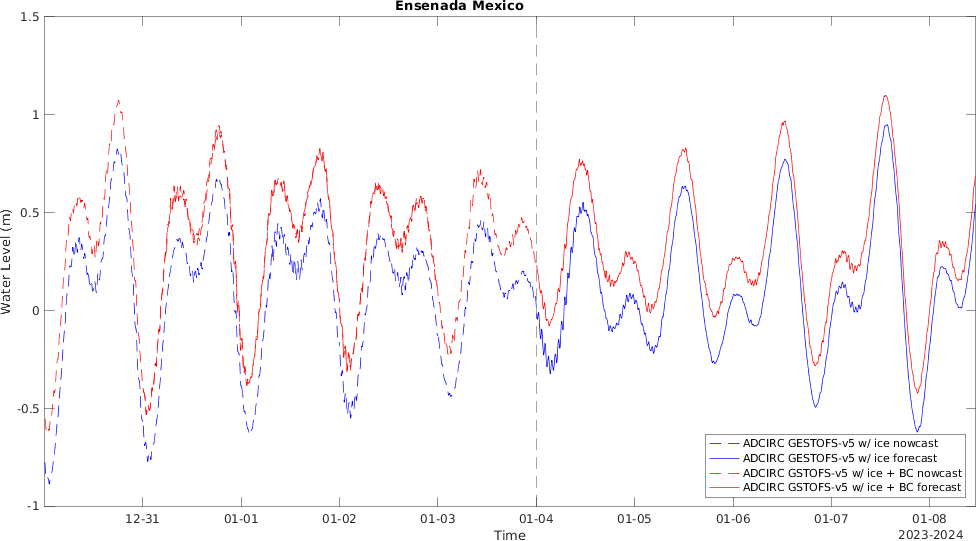 Ensenada Mexico
Water Level (m)
1.5
1
0.5
0
-0.5
-1
12-31
01-01
01-02
01-03
01-04
01-05
01-06
01-07
01-08
2023-2024
Time
ADCIRC GESTOFS-v5 w/ ice nowcast
ADCIRC GESTOFS-v5 w/ ice forecast
ADCIRC GSTOFS-v5 w/ ice + BC nowcast
ADCIRC GSTOFS-v5 w/ ice + BC forecast